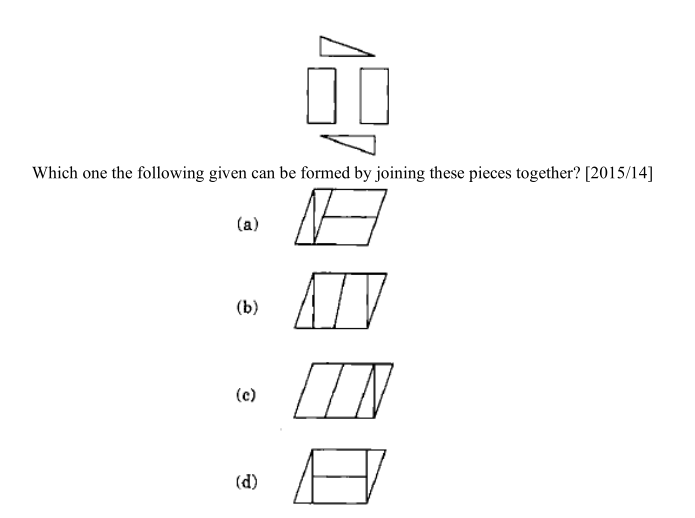 Which one the following given can be formed by joining these pieces together? [2015/14]
(a)
(b)
(c)
(d)